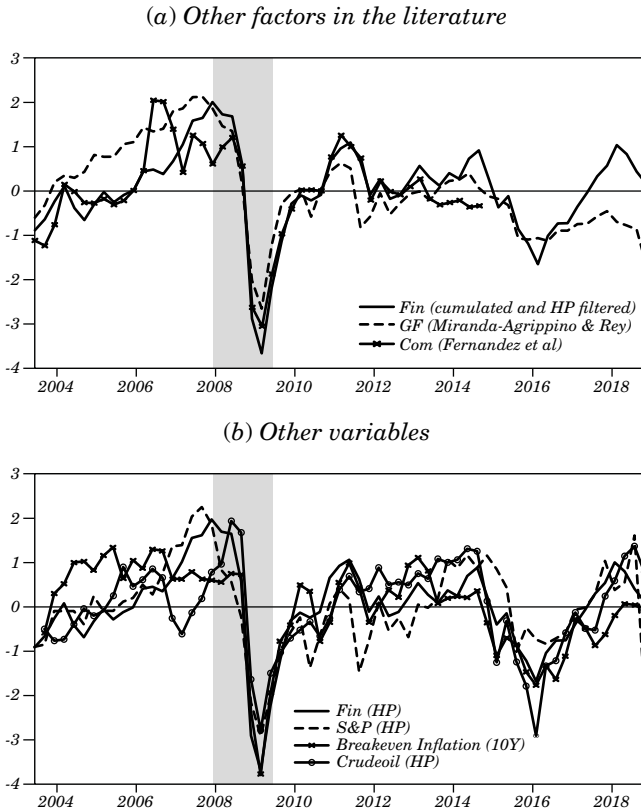 (a) Other factors in the literature
3
2
1
0
-1
-2
-3
-4
Fin (cumulated and HP filtered)
GF (Miranda-Agrippino & Rey)
Com (Fernandez et al)
2004 2006 2008 2010 2012 2014 2016 2018
(b) Other variables
3
2
1
0
-1
-2
-3
-4
Fin (HP)
S&P (HP)
Breakeven Inflation (10Y)
Crudeoil (HP)
2004 2006 2008 2010 2012 2014 2016 2018